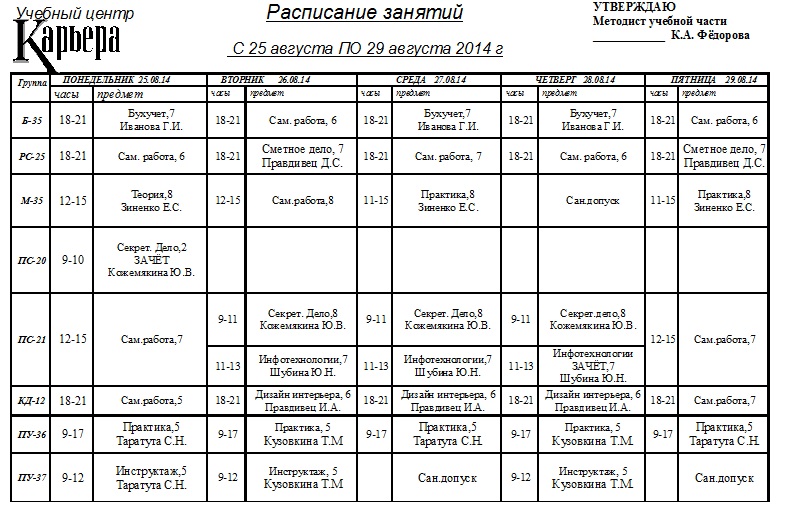 Учебный центр
Карьера
Расписание занятий
С 25 августа ПО 29 августа 2014 г
УТВЕРЖДАЮ
Методист учебной части
____________ К.А. Фёдорова
Группа ПОНЕДЕЛЬНИК 25.08.14 ВТОРНИК 26.08.14 СРЕДА 27.08.14 ЧЕТВЕРГ 28.08.14 ПЯТНИЦА 29.08.14
часы предмет часы предмет часы предмет часы предмет часы предмет
Б-35 18-21 Бухучет,7 18-21 Сам. работа, 6 18-21 Бухучет,7 18-21 Бухучет,7 18-21 Сам. работа, 6
Иванова Г.И. Иванова Г.И. Иванова Г.И.
РС-25 18-21 Сам. работа, 6 18-21 Сметное дело, 7 18-21 Сам. работа, 7 18-21 Сам. работа, 6 18-21 Сметное дело, 7
Правдивец Д.С. Правдивец Д.С.
М-35 12-15 Теория,8 12-15 Сам.работа,8 11-15 Практика,8 Сан.допуск 11-15 Практика,8
Зиненко Е.С. Зиненко Е.С. Зиненко Е.С.
ПС-20 9-10 Секрет. Дело,2
ЗАЧЁТ
Кожемякина Ю.В.
ПС-21 12-15 Сам.работа,7 9-11 Секрет. Дело,8 9-11 Секрет. Дело,8 9-11 Секрет.дело,8 12-15 Сам.работа,7
Кожемякина Ю.В. Кожемякина Ю.В. Кожемякина Ю.В.
11-13 Инфотехнологии,7 11-13 Инфотехнологии,7 11-13 Инфотехнологии
Шубина Ю.Н. Шубина Ю.Н. ЗАЧЁТ,7
Шубина Ю.Н.
КД-12 18-21 Сам.работа,5 18-21 Дизайн интерьера, 6 18-21 Дизайн интерьера, 6 18-21 Дизайн интерьера, 6 18-21 Сам.работа,7
Правдивец И.А. Правдивец И.А. Правдивец И.А.
ПУ-36 9-17 Практика,5 9-17 Практика, 5 9-17 Практика,5 9-17 Практика, 5 9-17 Практика,5
Таратута С.Н. Кузовкина Т.М. Таратута С.Н. Кузовкина Т.М. Таратута С.Н.
ПУ-37 9-12 Инструктаж,5 9-12 Инструктаж, 5 Сан.допуск 9-12 Инструктаж, 5 Сан.допуск
Таратута С.Н. Кузовкина Т.М. Кузовкина Т.М.